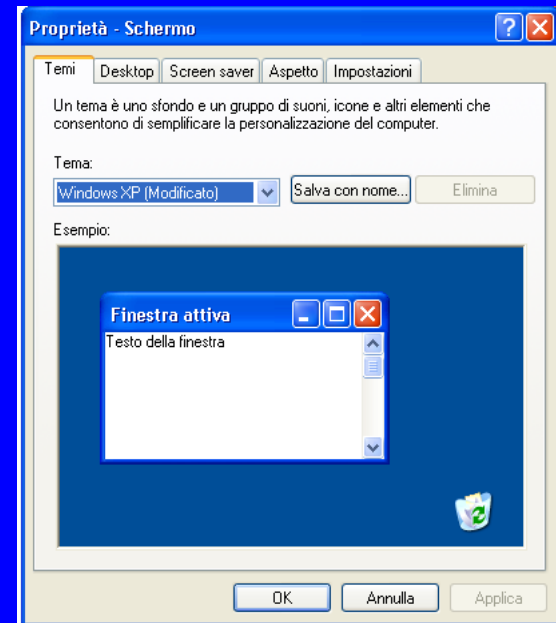 Proprietà - Schermo
Temi Desktop Screen saver Aspetto Impostazioni
Un tema è uno sfondo e un gruppo di suoni, icone e altri elementi che
consentono di semplificare la personalizzazione del computer.
Tema:
Windows XP (Modificato) Salva con nome... Elimina
Esempio:
Finestra attiva
Testo della finestra
OK Annulla Applica